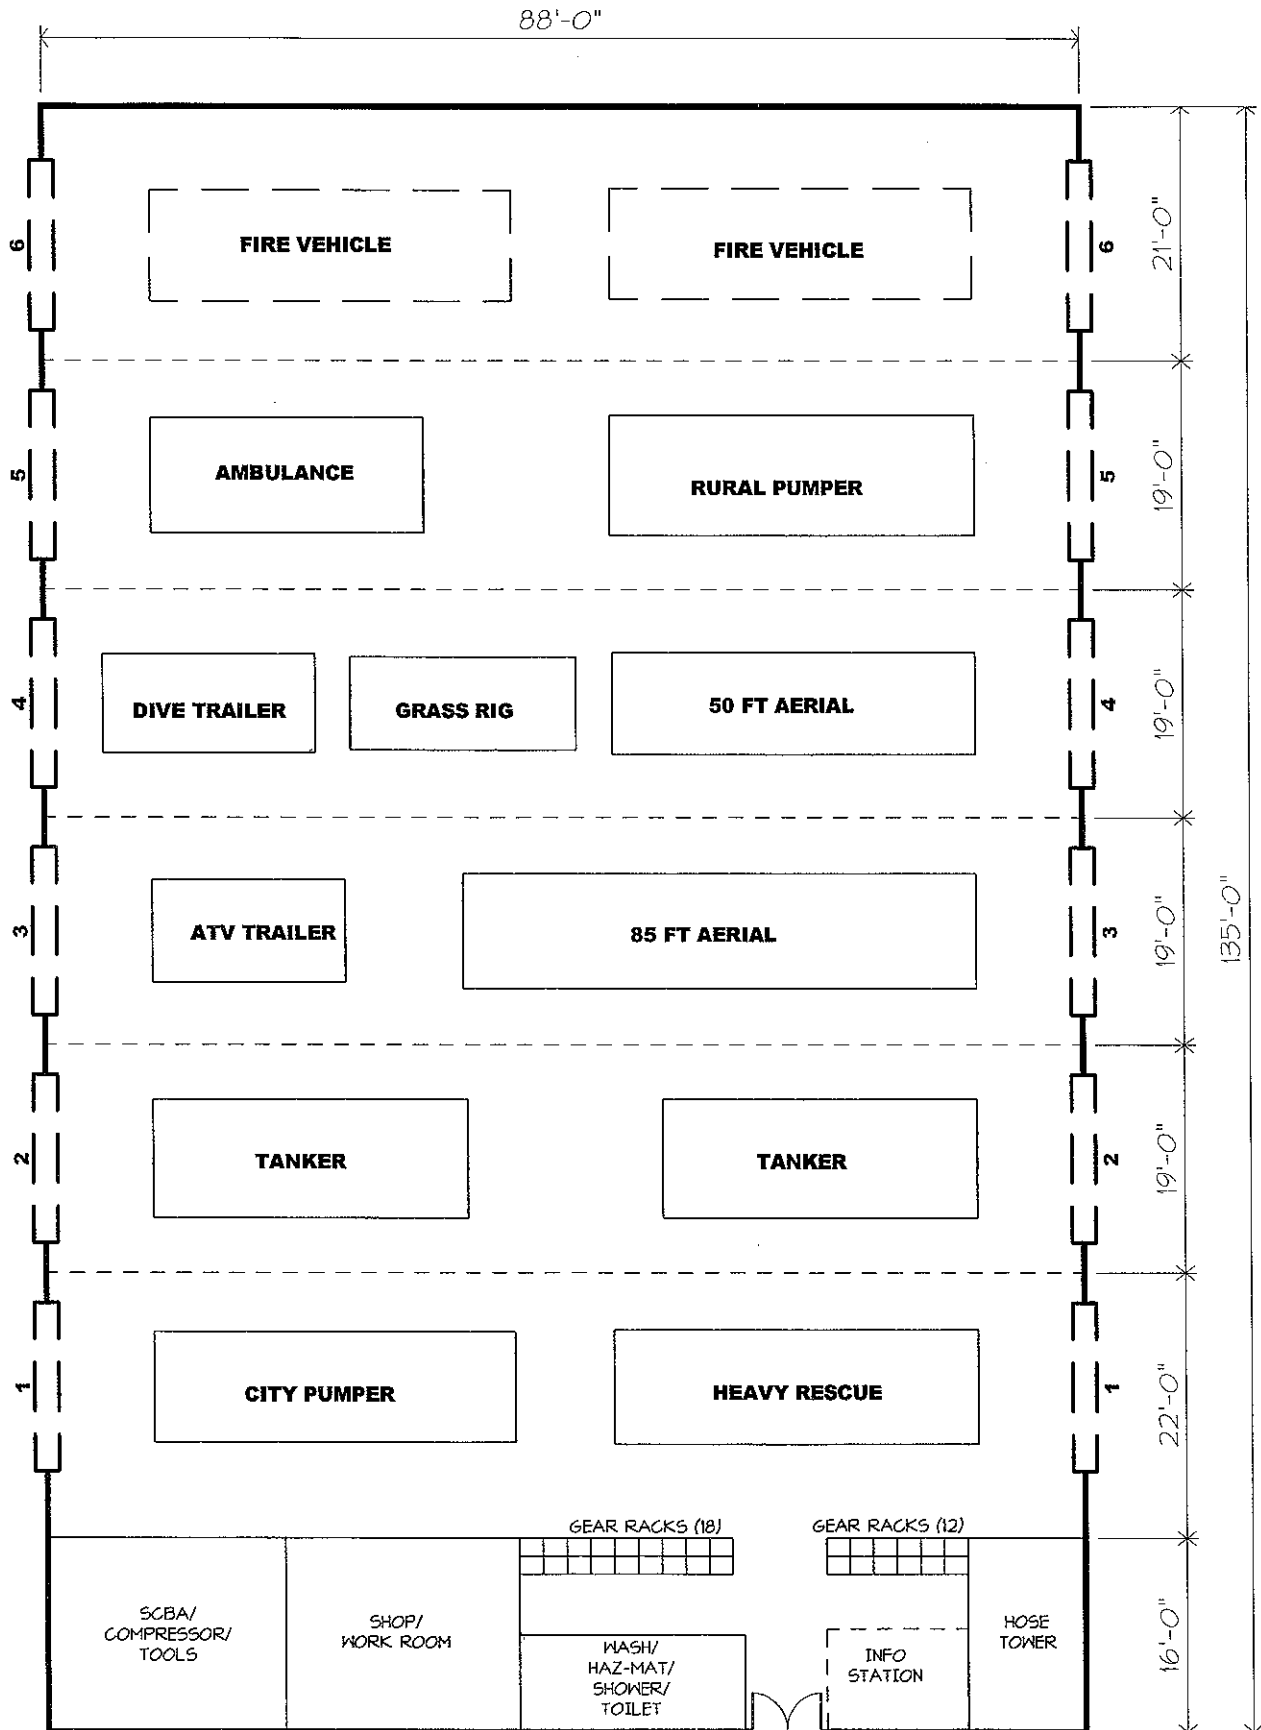 88'-0"
6
FIRE VEHICLE
FIRE VEHICLE
6
21'-0"
5
AMBULANCE
RURAL PUMPER
5
19'-0"
4
DIVE TRAILER
GRASS RIG
50 FT AERIAL
4
19'-0"
3
ATV TRAILER
85 FT AERIAL
3
19'-0"
135'-0"
2
TANKER
TANKER
2
19'-0"
1
CITY PUMPER
HEAVY RESCUE
1
22'-0"
GEAR RACKS (18)
GEAR RACKS (12)
SCBA/
COMPRESSOR/
TOOLS
SHOP/
WORK ROOM
WASH/
HAZ-MAT/
SHOWER/
TOILET
INFO
STATION
HOSE
TOWER
16'-0"